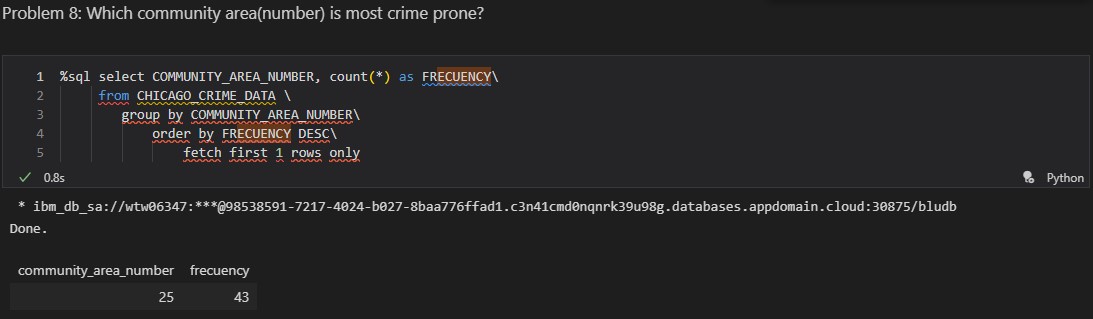 Problem 8: Which community area(number) is most crime prone?
1 %sql select COMMUNITY_AREA_NUMBER, count(*) as FRECUENCY\
2 from CHICAGO_CRIME_DATA \
3 group by COMMUNITY_AREA_NUMBER\
4 order by FRECUENCY DESC\
5 fetch first 1 rows only
0.8s Python
* ibm_db_sa://wtw06347:***@98538591-7217-4024-b027-8baa776ffad1.c3n41cmd0nqnrk39u98g.databases.appdomain.cloud:30875/bludb
Done.
community_area_number frecuency
25 43